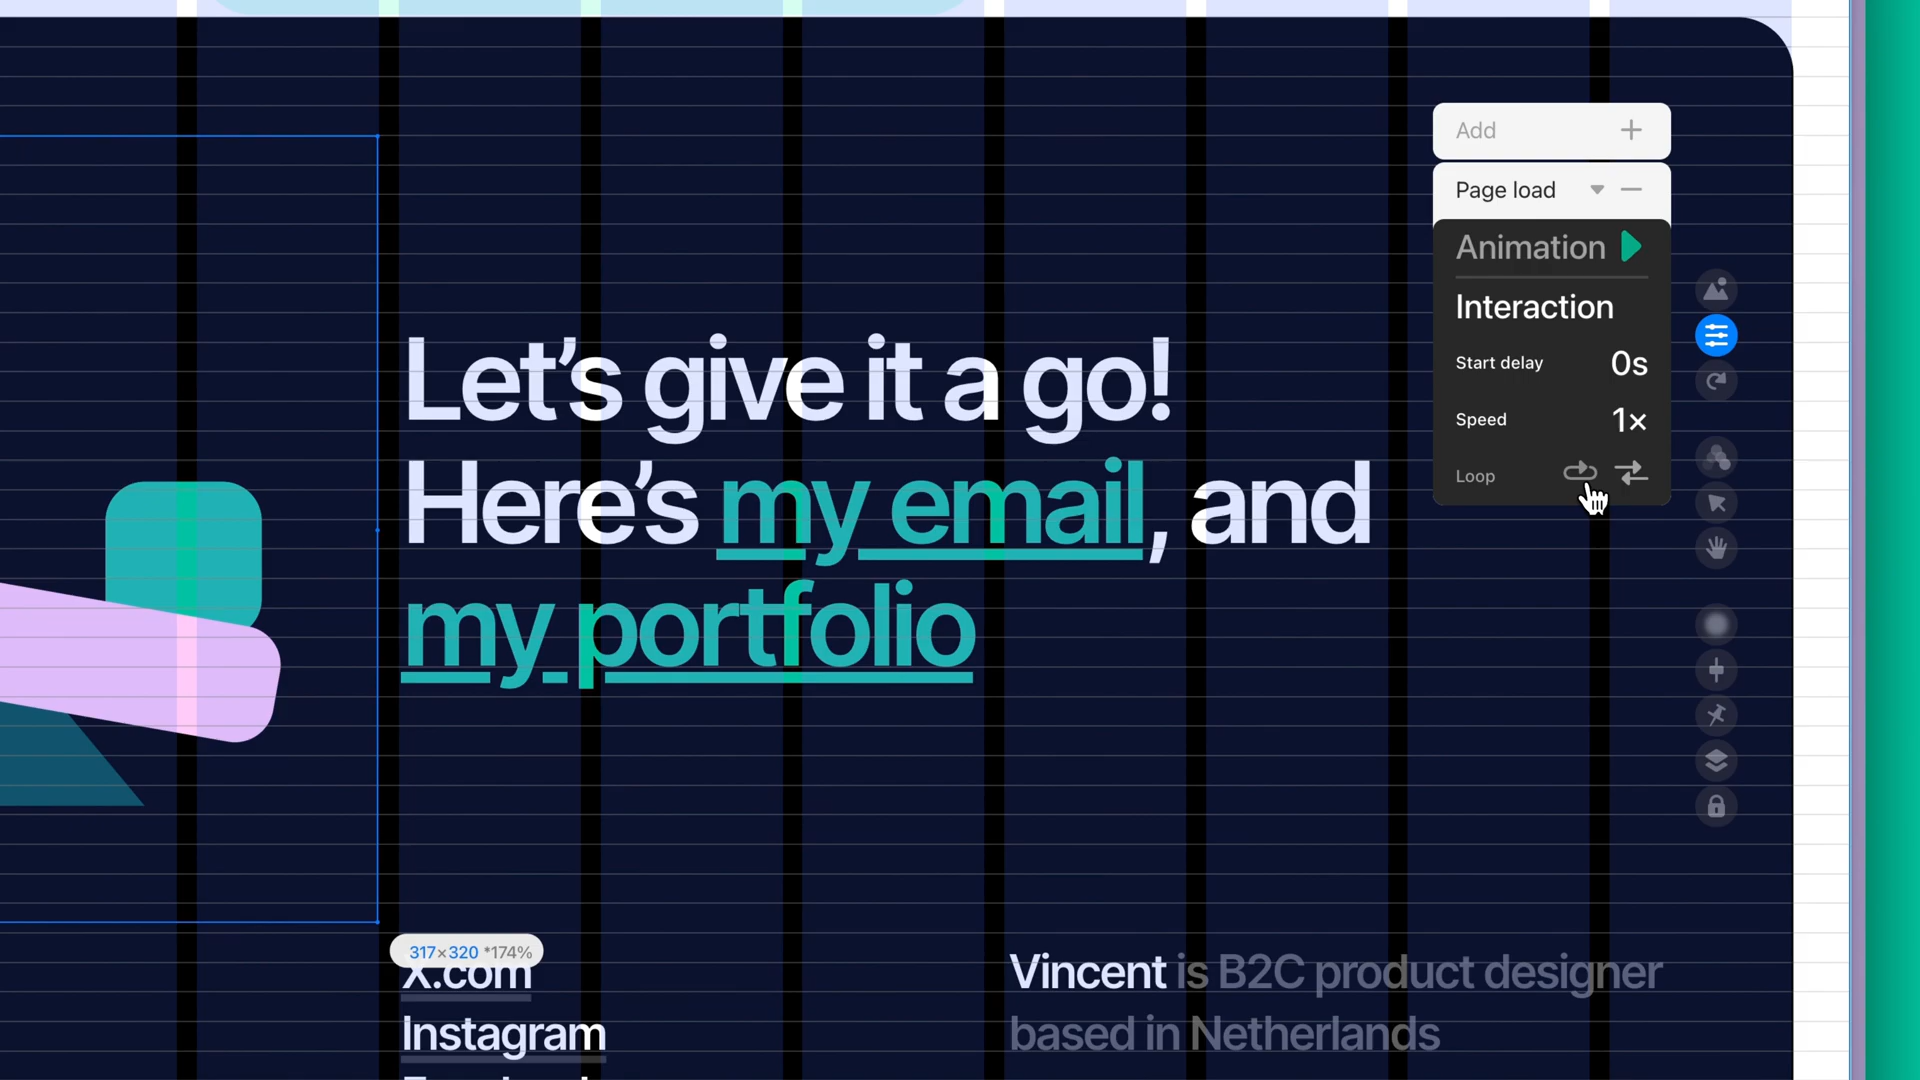 Add
Page load
Animation
Interaction
Start delay 0s
Speed 1×
Loop
Let’s give it a go!
Here’s my email, and
my portfolio
317×320 *174%
X.com
Instagram
Vincent is B2C product designer
based in Netherlands